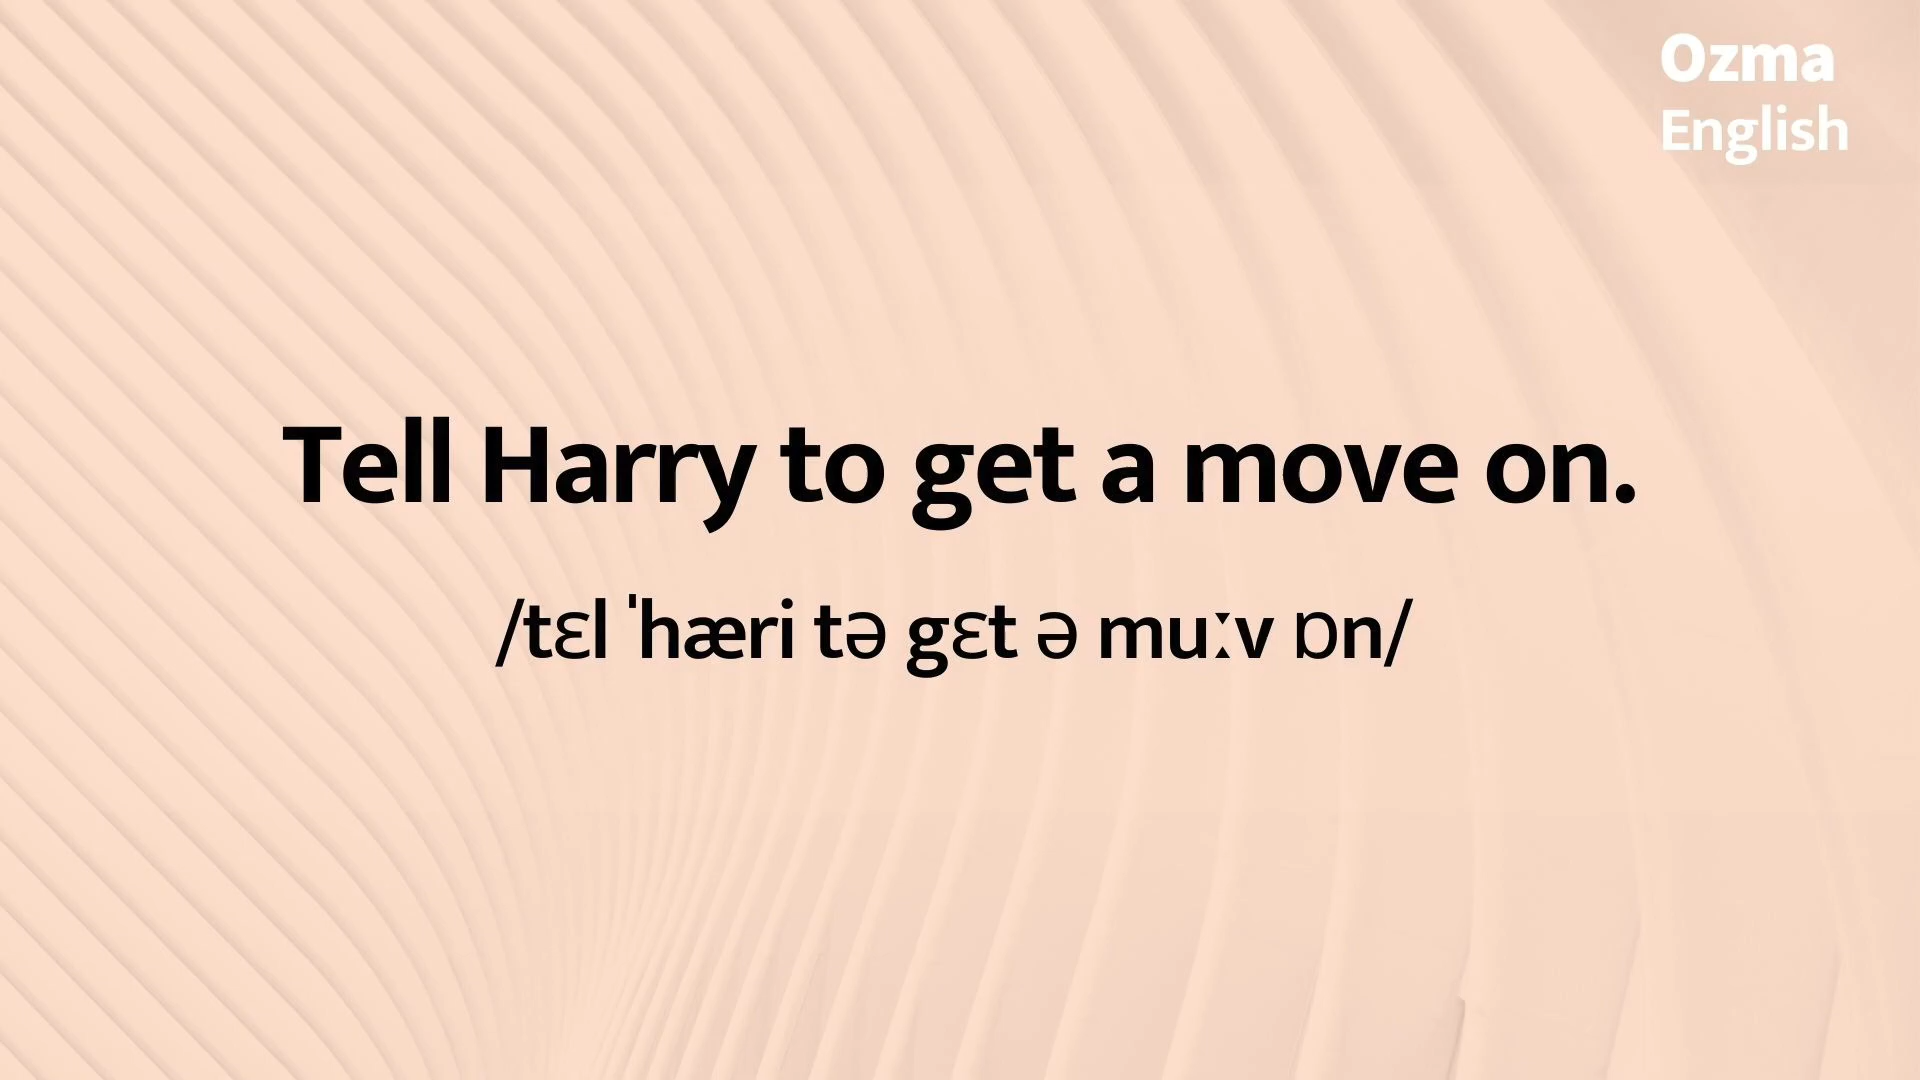 Ozma
English
Tell Harry to get a move on.
/tɛl ˈhæri tə gɛt ə muːv ɒn/